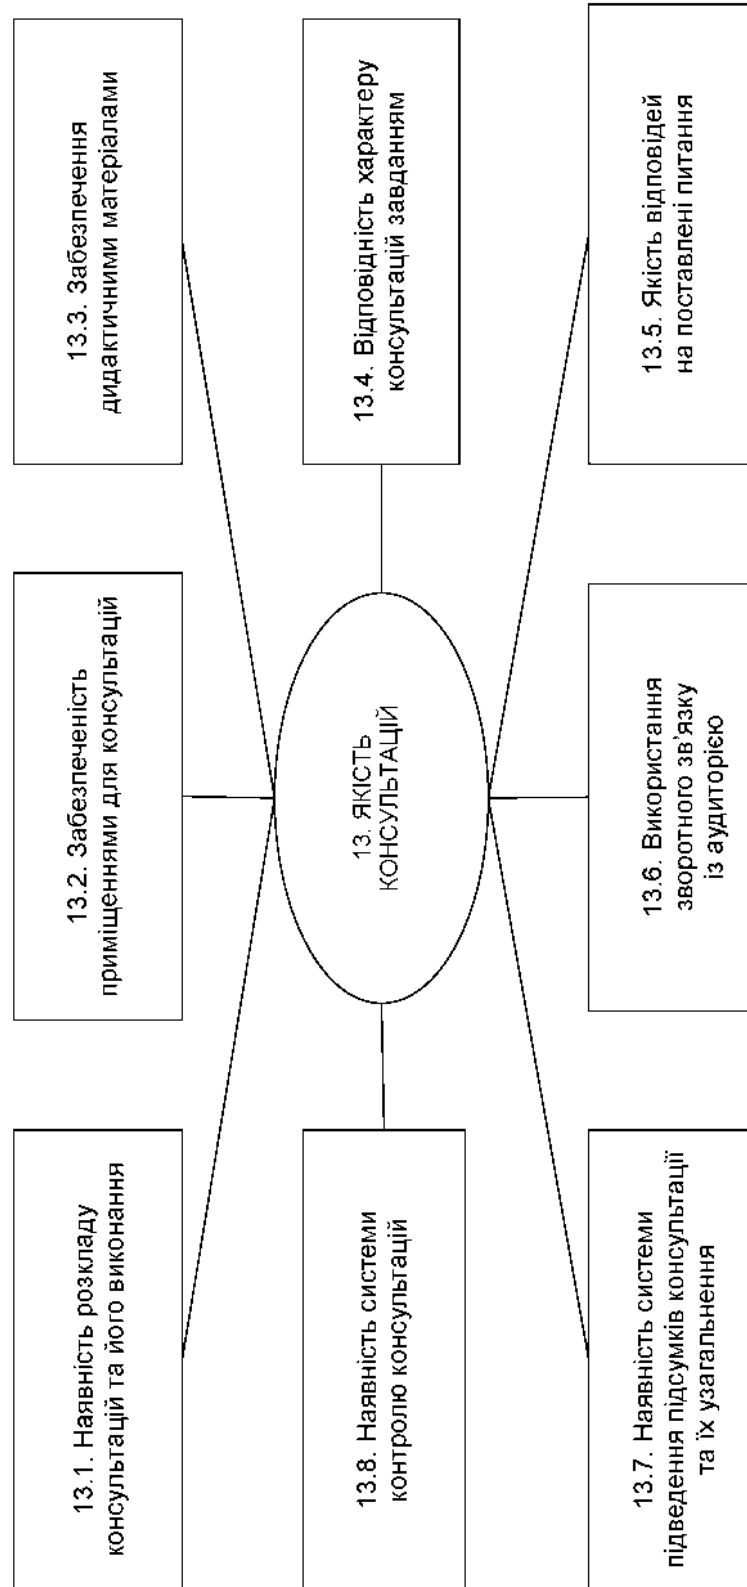 13.1. Наявність розкладу
консультацій та його виконання
13.2. Забезпеченість
приміщеннями для консультацій
13.3. Забезпечення
дидактичними матеріалами
13.8. Наявність системи
контролю консультацій
13. ЯКІСТЬ
КОНСУЛЬТАЦІЙ
13.4. Відповідність характеру
консультацій завданням
13.7. Наявність системи
підведення підсумків консультації
та їх узагальнення
13.6. Використання
зворотного зв'язку
із аудиторією
13.5. Якість відповідей
на поставлені питання